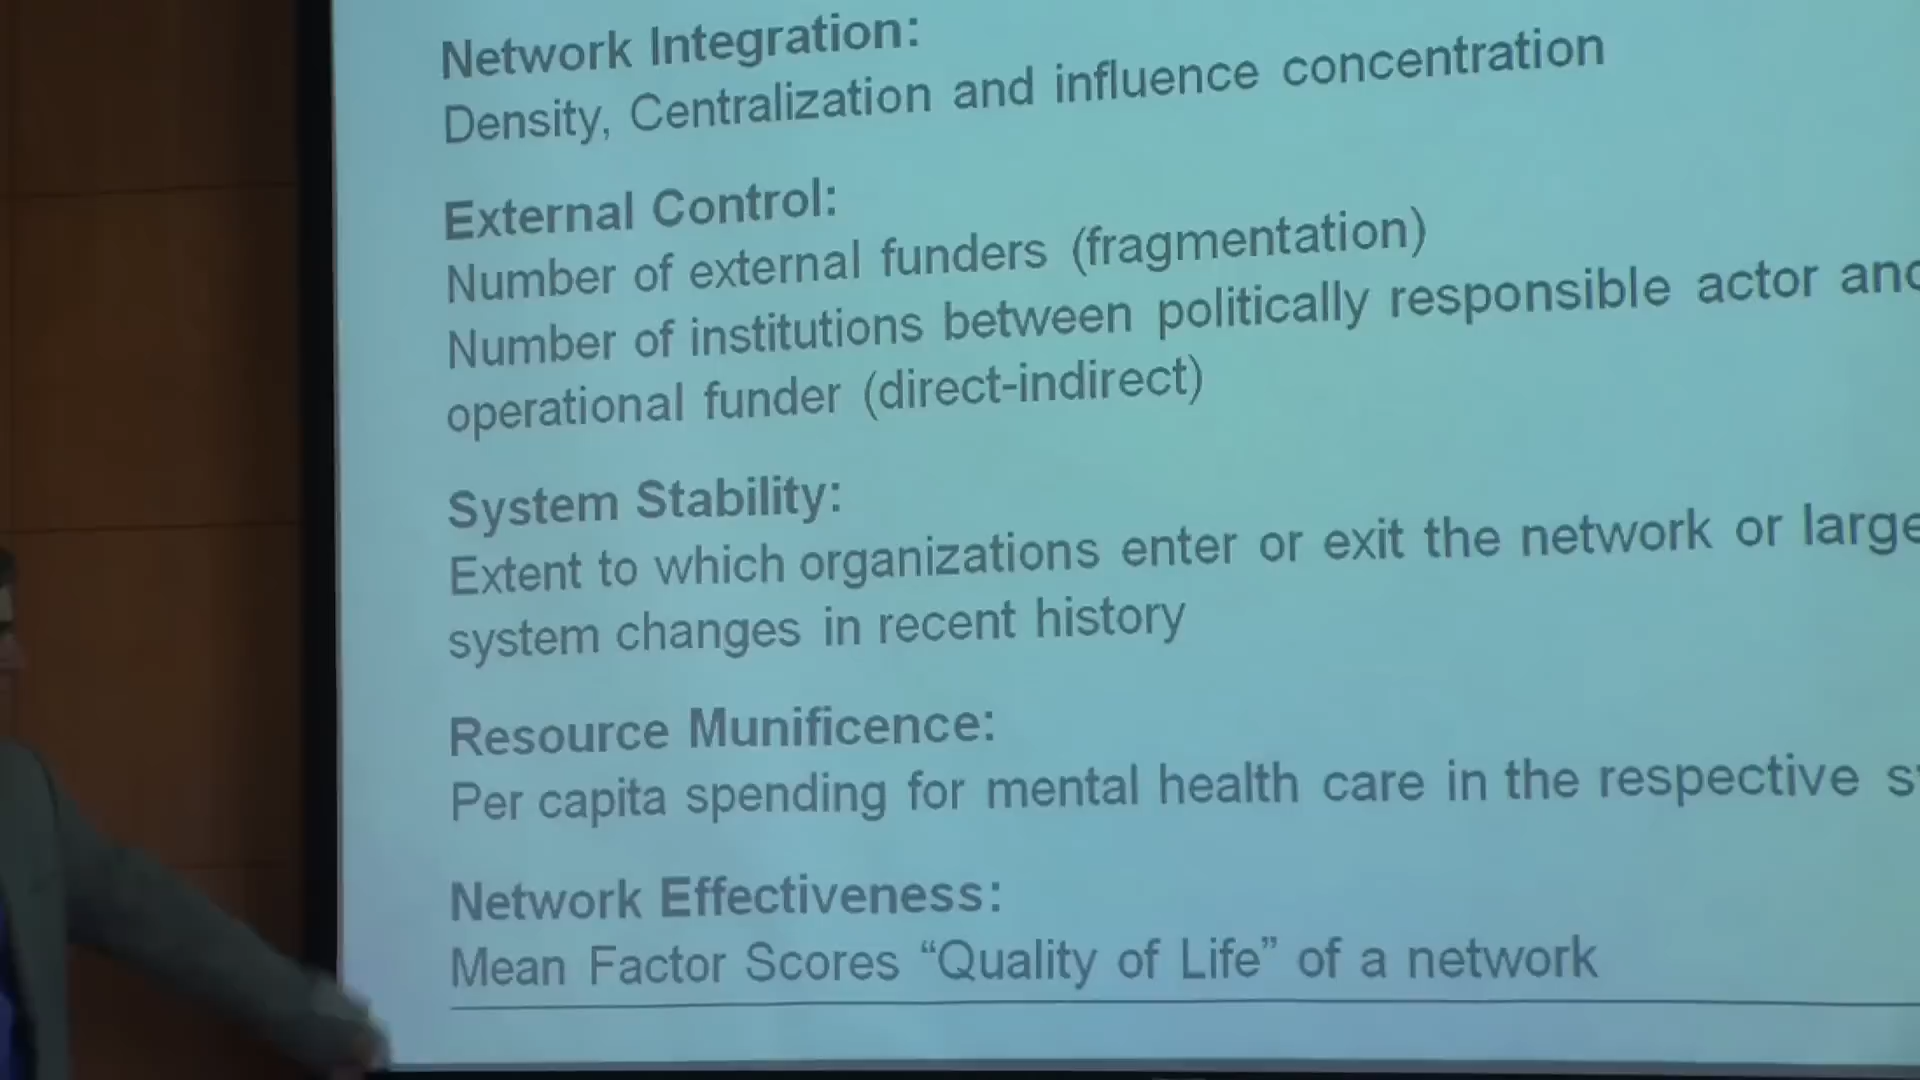 Network Integration:
Density, Centralization and influence concentration
External Control:
Number of external funders (fragmentation)
Number of institutions between politically responsible actor and
operational funder (direct-indirect)
System Stability:
Extent to which organizations enter or exit the network or large
system changes in recent history
Resource Munificence:
Per capita spending for mental health care in the respective
Network Effectiveness:
Mean Factor Scores “Quality of Life” of a network